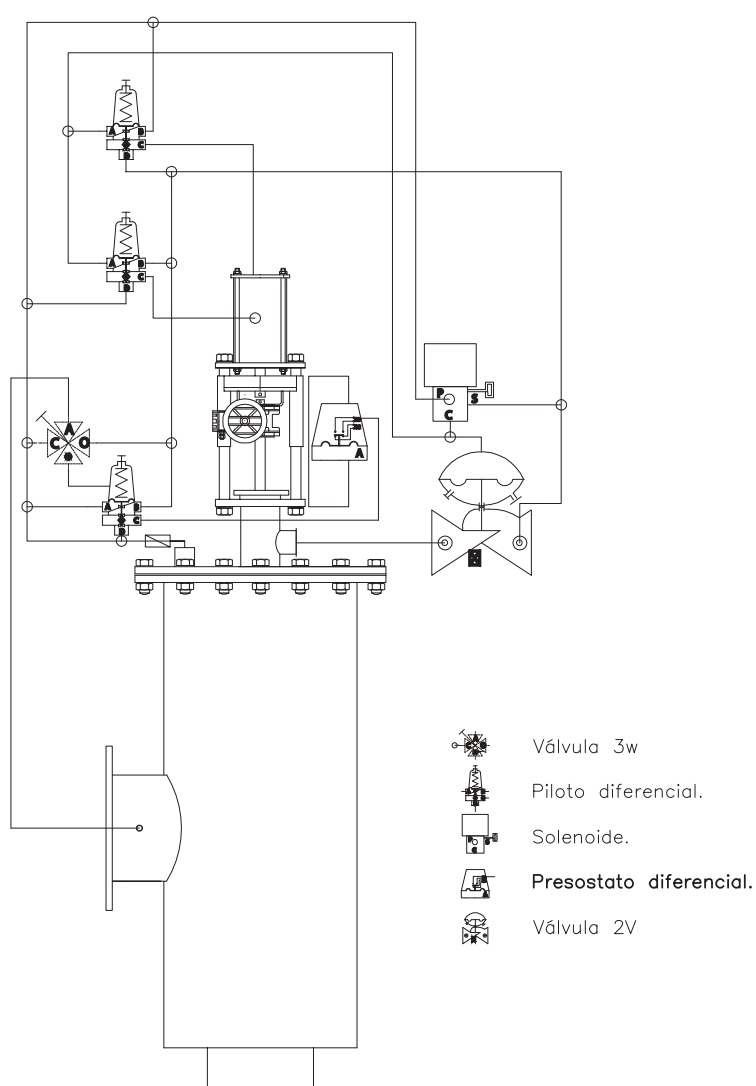 A B
C
D
A B
C
D
P
S
C
A
C O
A
A B
C
D
Válvula 3w
Piloto diferencial.
Solenoide.
Presostato diferencial.
Válvula 2V